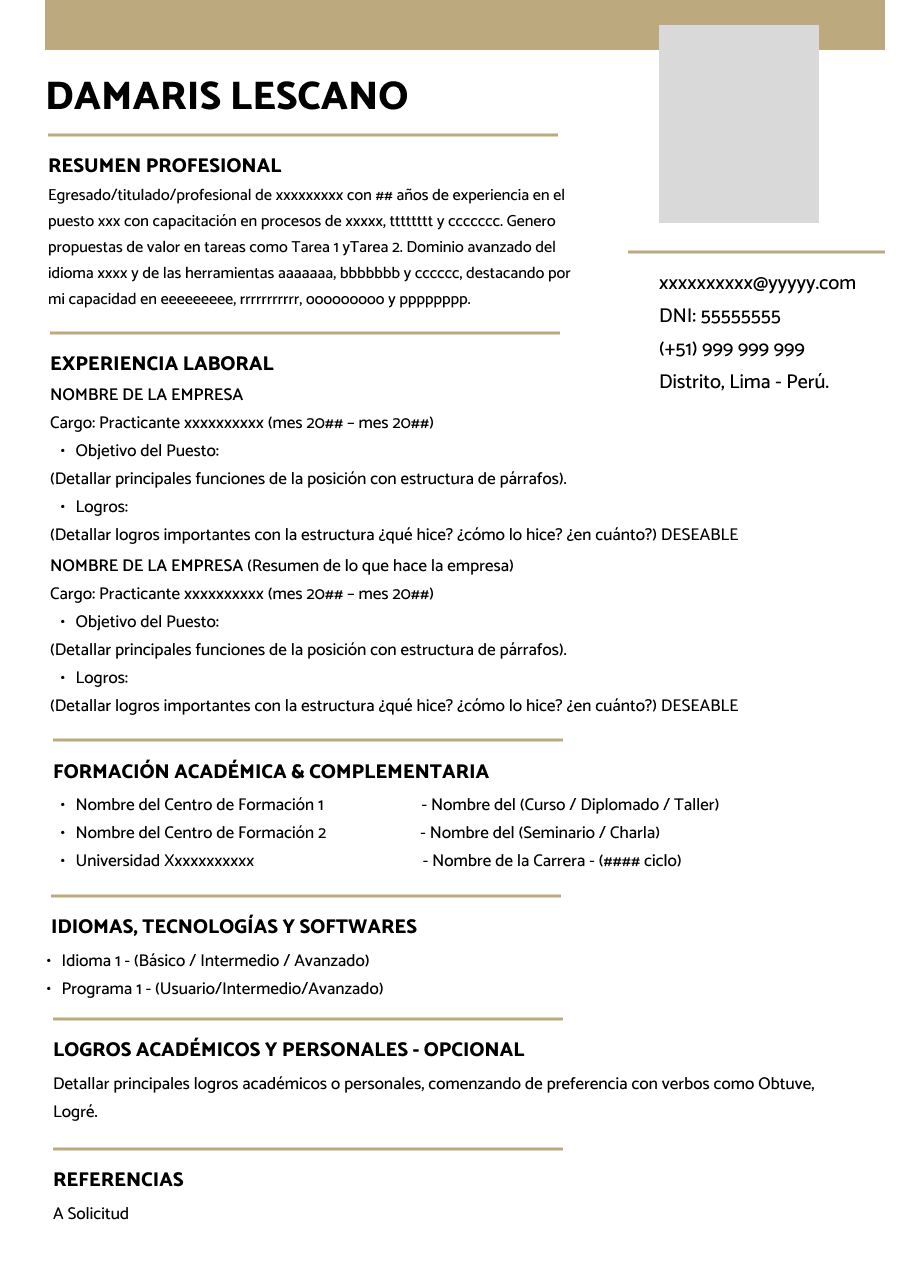 DAMARIS LESCANO
RESUMEN PROFESIONAL
Egresado/titulado/profesional de xxxxxxxxx con ## años de experiencia en el
puesto xxx con capacitación en procesos de xxxxx, tttttttt y ccccccc. Genero
propuestas de valor en tareas como Tarea 1 yTarea 2. Dominio avanzado del
idioma xxxx y de las herramientas aaaaaaa, bbbbbbb y cccccc, destacando por
mi capacidad en eeeeeeeee, rrrrrrrrrrr, ooooooooo y ppppppppp.
xxxxxxxxxx@yyyyy.com
DNI: 55555555
(+51) 999 999 999
Distrito, Lima - Perú.
EXPERIENCIA LABORAL
NOMBRE DE LA EMPRESA
Cargo: Practicante xxxxxxxxxx (mes 20## – mes 20##)
• Objetivo del Puesto:
(Detallar principales funciones de la posición con estructura de párrafos).
• Logros:
(Detallar logros importantes con la estructura ¿qué hice? ¿cómo lo hice? ¿en cuánto?) DESEABLE
NOMBRE DE LA EMPRESA (Resumen de lo que hace la empresa)
Cargo: Practicante xxxxxxxxxx (mes 20## – mes 20##)
• Objetivo del Puesto:
(Detallar principales funciones de la posición con estructura de párrafos).
• Logros:
(Detallar logros importantes con la estructura ¿qué hice? ¿cómo lo hice? ¿en cuánto?) DESEABLE
FORMACIÓN ACADÉMICA & COMPLEMENTARIA
• Nombre del Centro de Formación 1 - Nombre del (Curso / Diplomado / Taller)
• Nombre del Centro de Formación 2 - Nombre del (Seminario / Charla)
• Universidad Xxxxxxxxxxx - Nombre de la Carrera - (#### ciclo)
IDIOMAS, TECNOLOGÍAS Y SOFTWARES
• Idioma 1 - (Básico / Intermedio / Avanzado)
• Programa 1 - (Usuario/Intermedio/Avanzado)
LOGROS ACADÉMICOS Y PERSONALES - OPCIONAL
Detallar principales logros académicos o personales, comenzando de preferencia con verbos como Obtuve,
Logré.
REFERENCIAS
A Solicitud